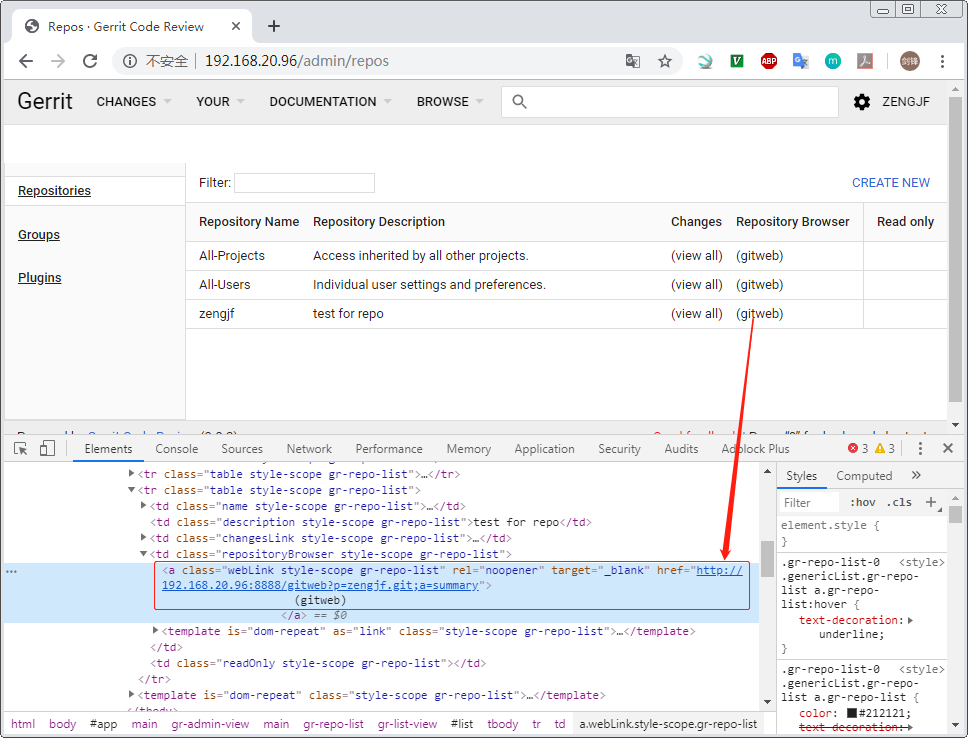 Repos · Gerrit Code Review
不安全 192.168.20.96/admin/repos
ABP m 剑锋
Gerrit CHANGES YOUR DOCUMENTATION BROWSE ZENGJF
Repositories
Groups
Plugins
Filter: CREATE NEW
Repository Name Repository Description Changes Repository Browser Read only
All-Projects Access inherited by all other projects. (view all) (gitweb)
All-Users Individual user settings and preferences. (view all) (gitweb)
zengjf test for repo (view all) (gitweb)
Elements Console Sources Network Performance Memory Application Security Audits Adblock Plus 3 3
<tr class="table style-scope gr-repo-list">…</tr>
<tr class="table style-scope gr-repo-list">
<td class="name style-scope gr-repo-list">…</td>
<td class="description style-scope gr-repo-list">test for repo</td>
<td class="changesLink style-scope gr-repo-list">…</td>
<td class="repositoryBrowser style-scope gr-repo-list">
<a class="webLink style-scope gr-repo-list" rel="noopener" target="_blank" href="http://
192.168.20.96:8888/gitweb?p=zengjf.git;a=summary">
(gitweb)
</a> == $0
<template is="dom-repeat" as="link" class="style-scope gr-repo-list">…</template>
</td>
<td class="readOnly style-scope gr-repo-list"></td>
</tr>
<template is="dom-repeat" class="style-scope gr-repo-list">…</template>
html body #app main gr-admin-view main gr-repo-list gr-list-view #list tbody tr td a.webLink.style-scope.gr-repo-list
Styles Computed »
Filter :hov .cls +
element.style {
}
.gr-repo-list-0 <style>
.genericList.gr-repo-
list a.gr-repo-
list:hover {
text-decoration:
underline;
}
.gr-repo-list-0 <style>
.genericList.gr-repo-
list a.gr-repo-list {
color: #212121;
text-decoration: